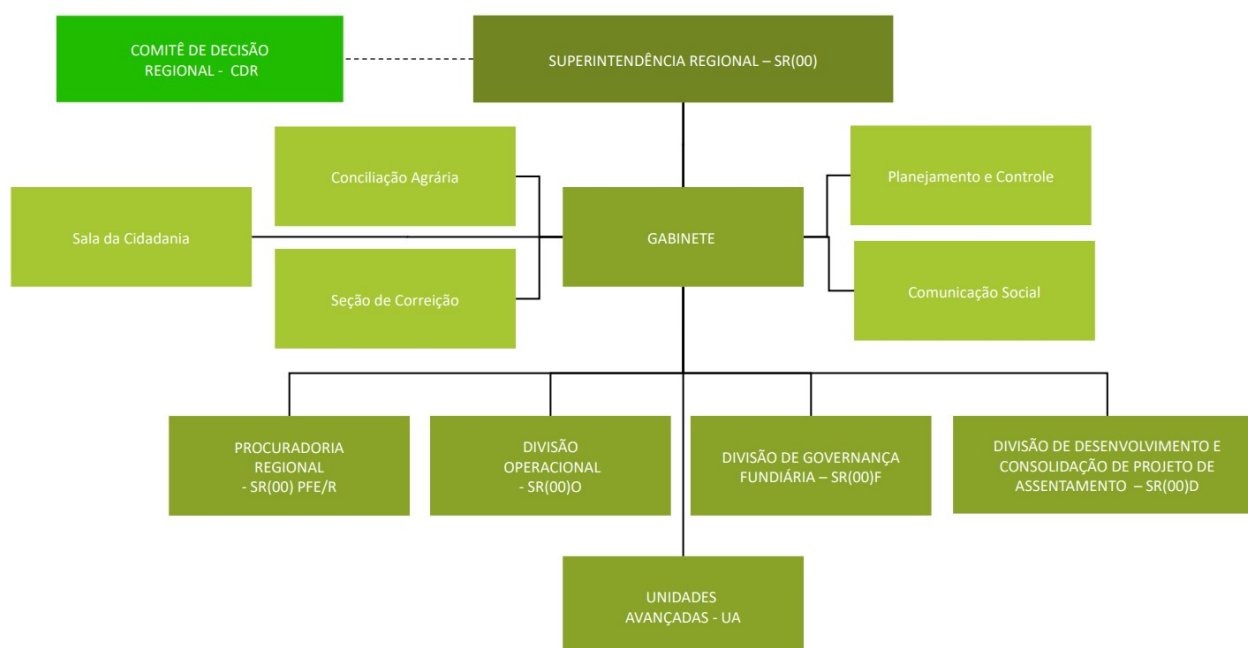 COMITÊ DE DECISÃO
REGIONAL - CDR
SUPERINTENDÊNCIA REGIONAL – SR(00)
Conciliação Agrária
Planejamento e Controle
Sala da Cidadania
GABINETE
Seção de Correição
Comunicação Social
PROCURADORIA
REGIONAL
- SR(00) PFE/R
DIVISÃO
OPERACIONAL
- SR(00)O
DIVISÃO DE GOVERNANÇA
FUNDIÁRIA – SR(00)F
DIVISÃO DE DESENVOLVIMENTO E
CONSOLIDAÇÃO DE PROJETO DE
ASSENTAMENTO – SR(00)D
UNIDADES
AVANÇADAS - UA